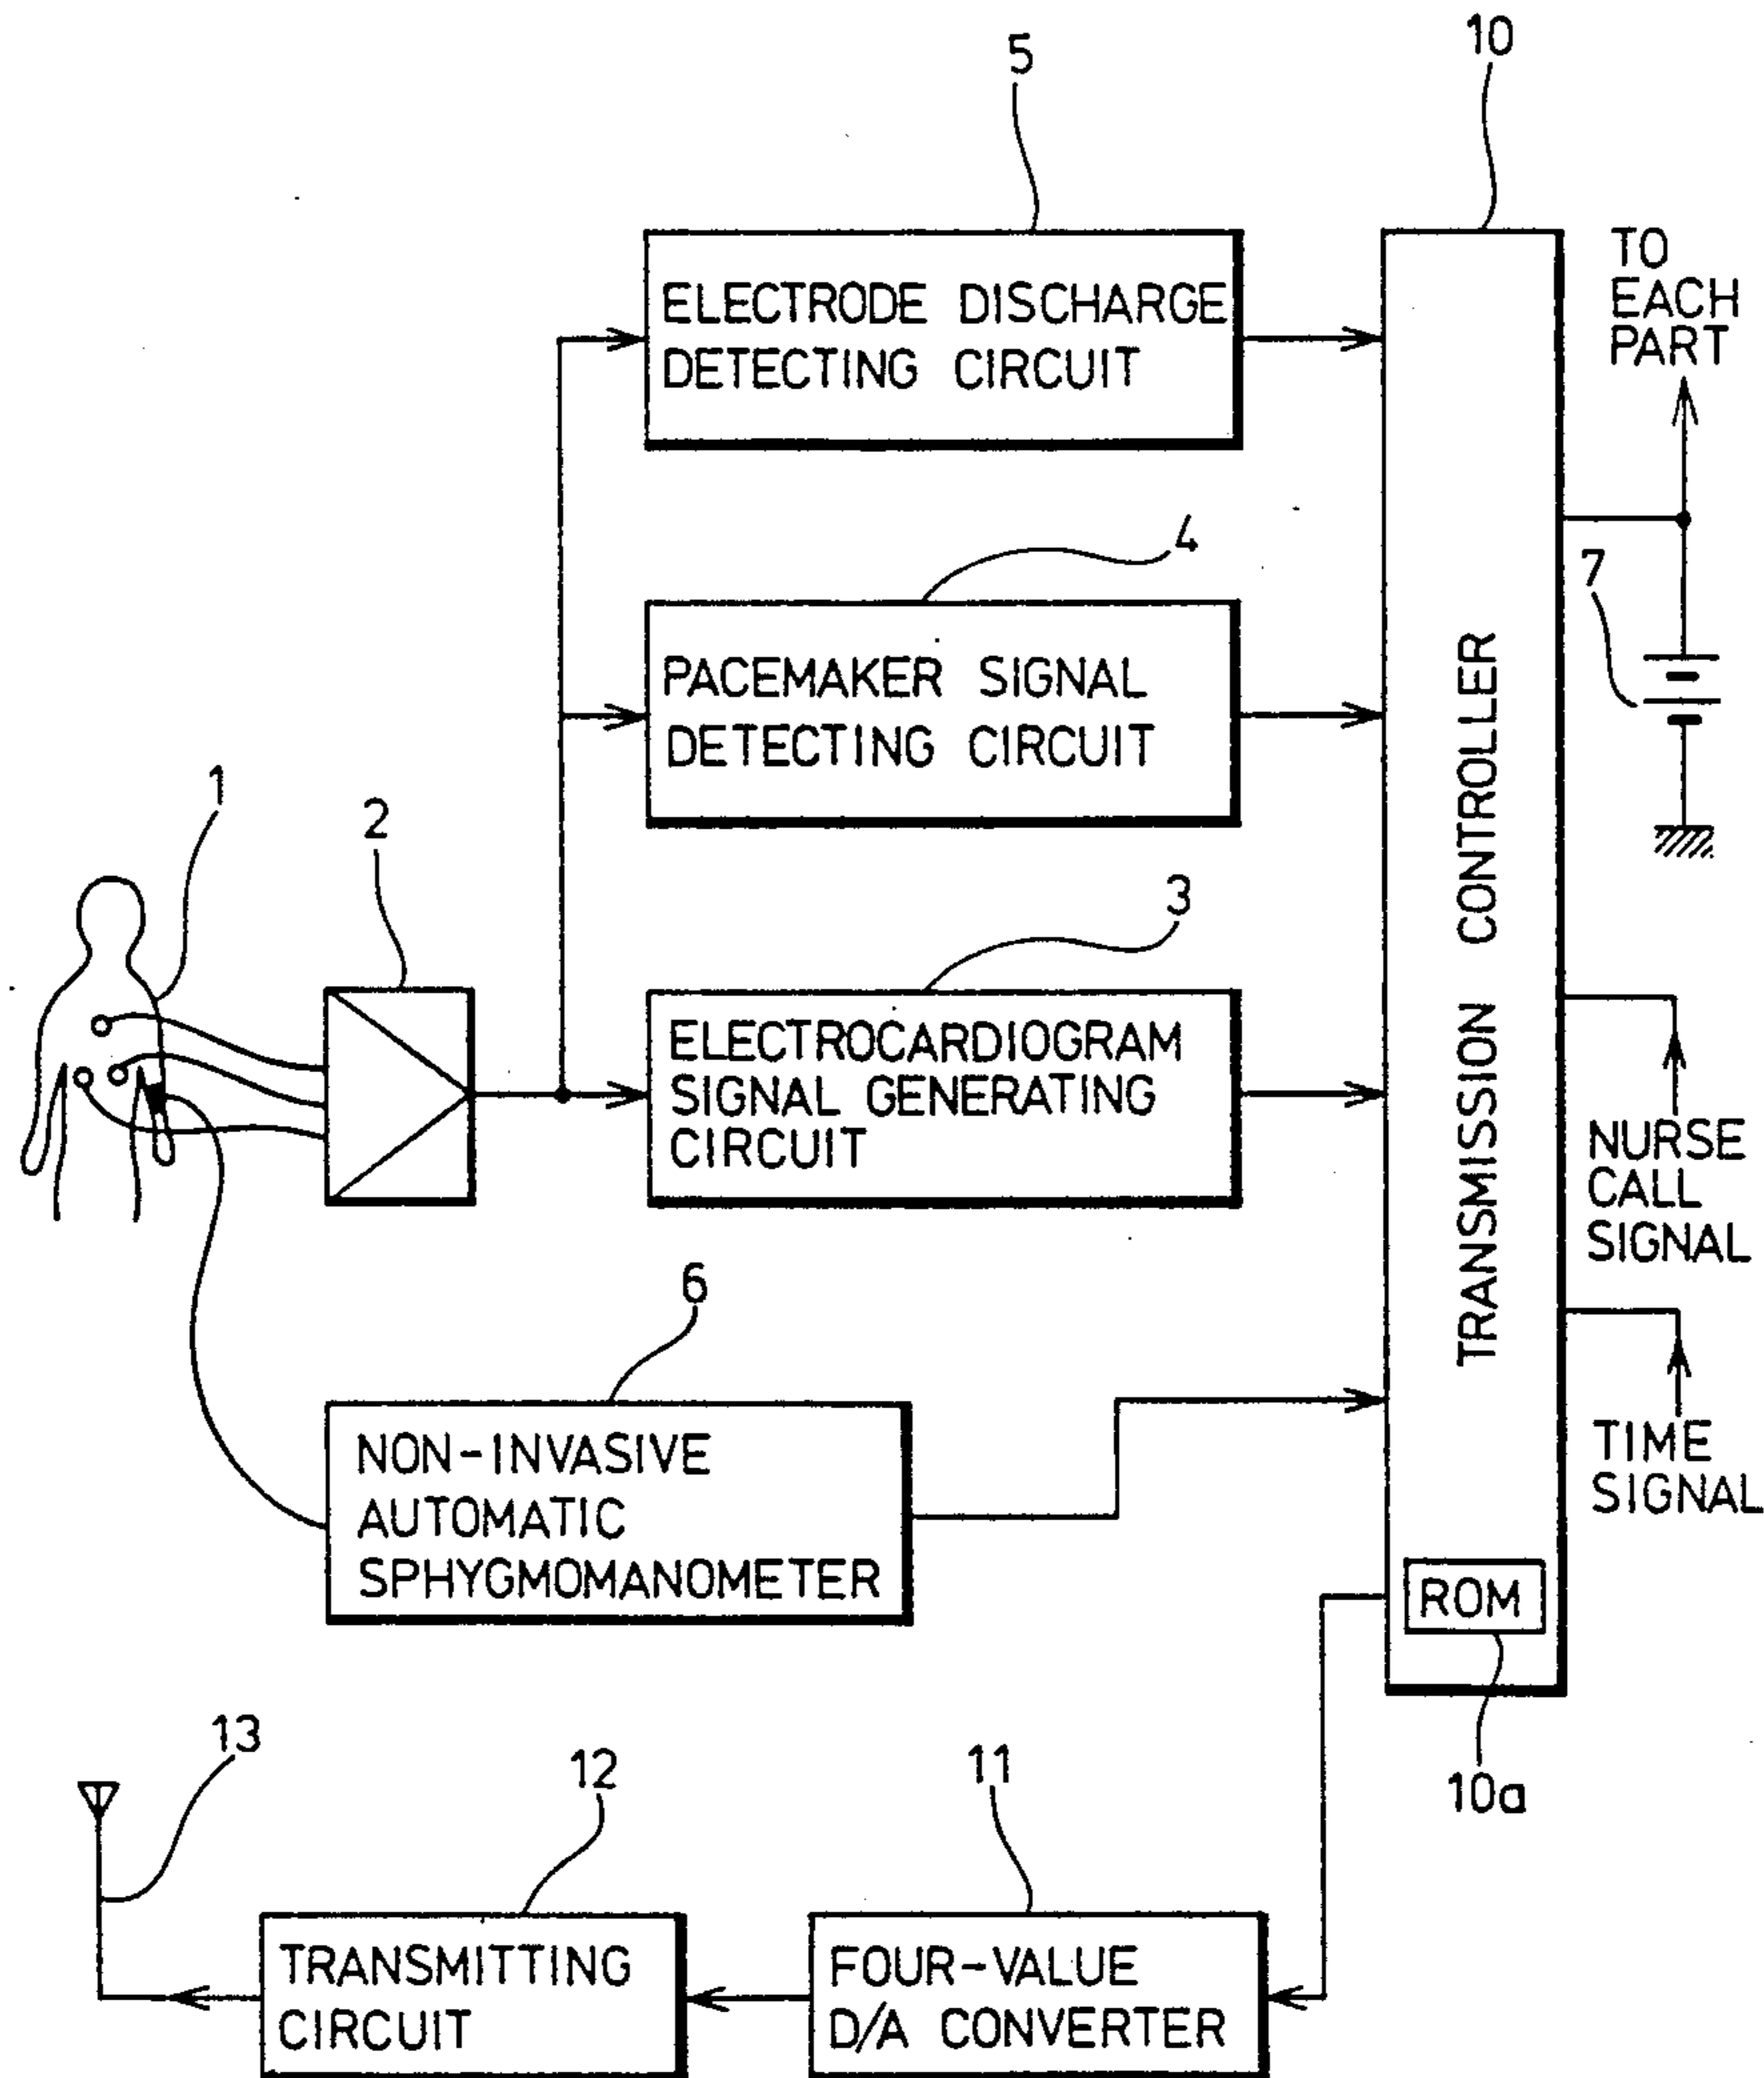 5
10
ELECTRODE DISCHARGE
DETECTING CIRCUIT
TO
EACH
PART
4
7
PACEMAKER SIGNAL
DETECTING CIRCUIT
1
2
3
ELECTROCARDIOGRAM
SIGNAL GENERATING
CIRCUIT
TRANSMISSION CONTROLLER
NURSE
CALL
SIGNAL
6
NON-INVASIVE
AUTOMATIC
SPHYGMOMANOMETER
TIME
SIGNAL
ROM
10a
13
12
11
TRANSMITTING
CIRCUIT
FOUR-VALUE
D/A CONVERTER